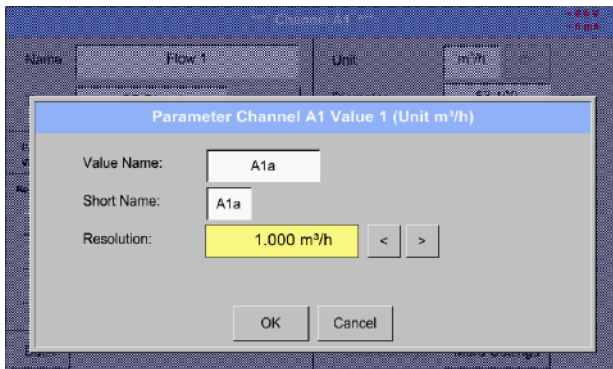 *** Channel A1 ***
Name
Flow 1
Unit
m³/h
Parameter Channel A1 Value 1 (Unit m³/h)
Value Name:
A1a
Short Name:
A1a
Resolution:
1.000 m³/h
<
>
OK
Cancel